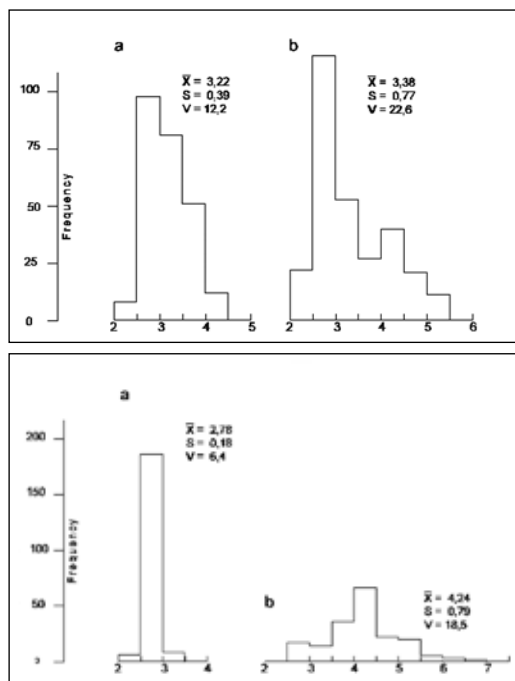 a
b
X̄ = 3,22
S = 0,39
V = 12,2
X̄ = 3,38
S = 0,77
V = 22,6
100
75
50
25
0
Frequency
2 3 4 5
2 3 4 5 6
a
X̄ = 2,78
S = 0,18
V = 6,4
200
150
100
50
Frequency
b
X̄ = 4,24
S = 0,79
V = 18,5
2 3 4
2 3 4 5 6 7